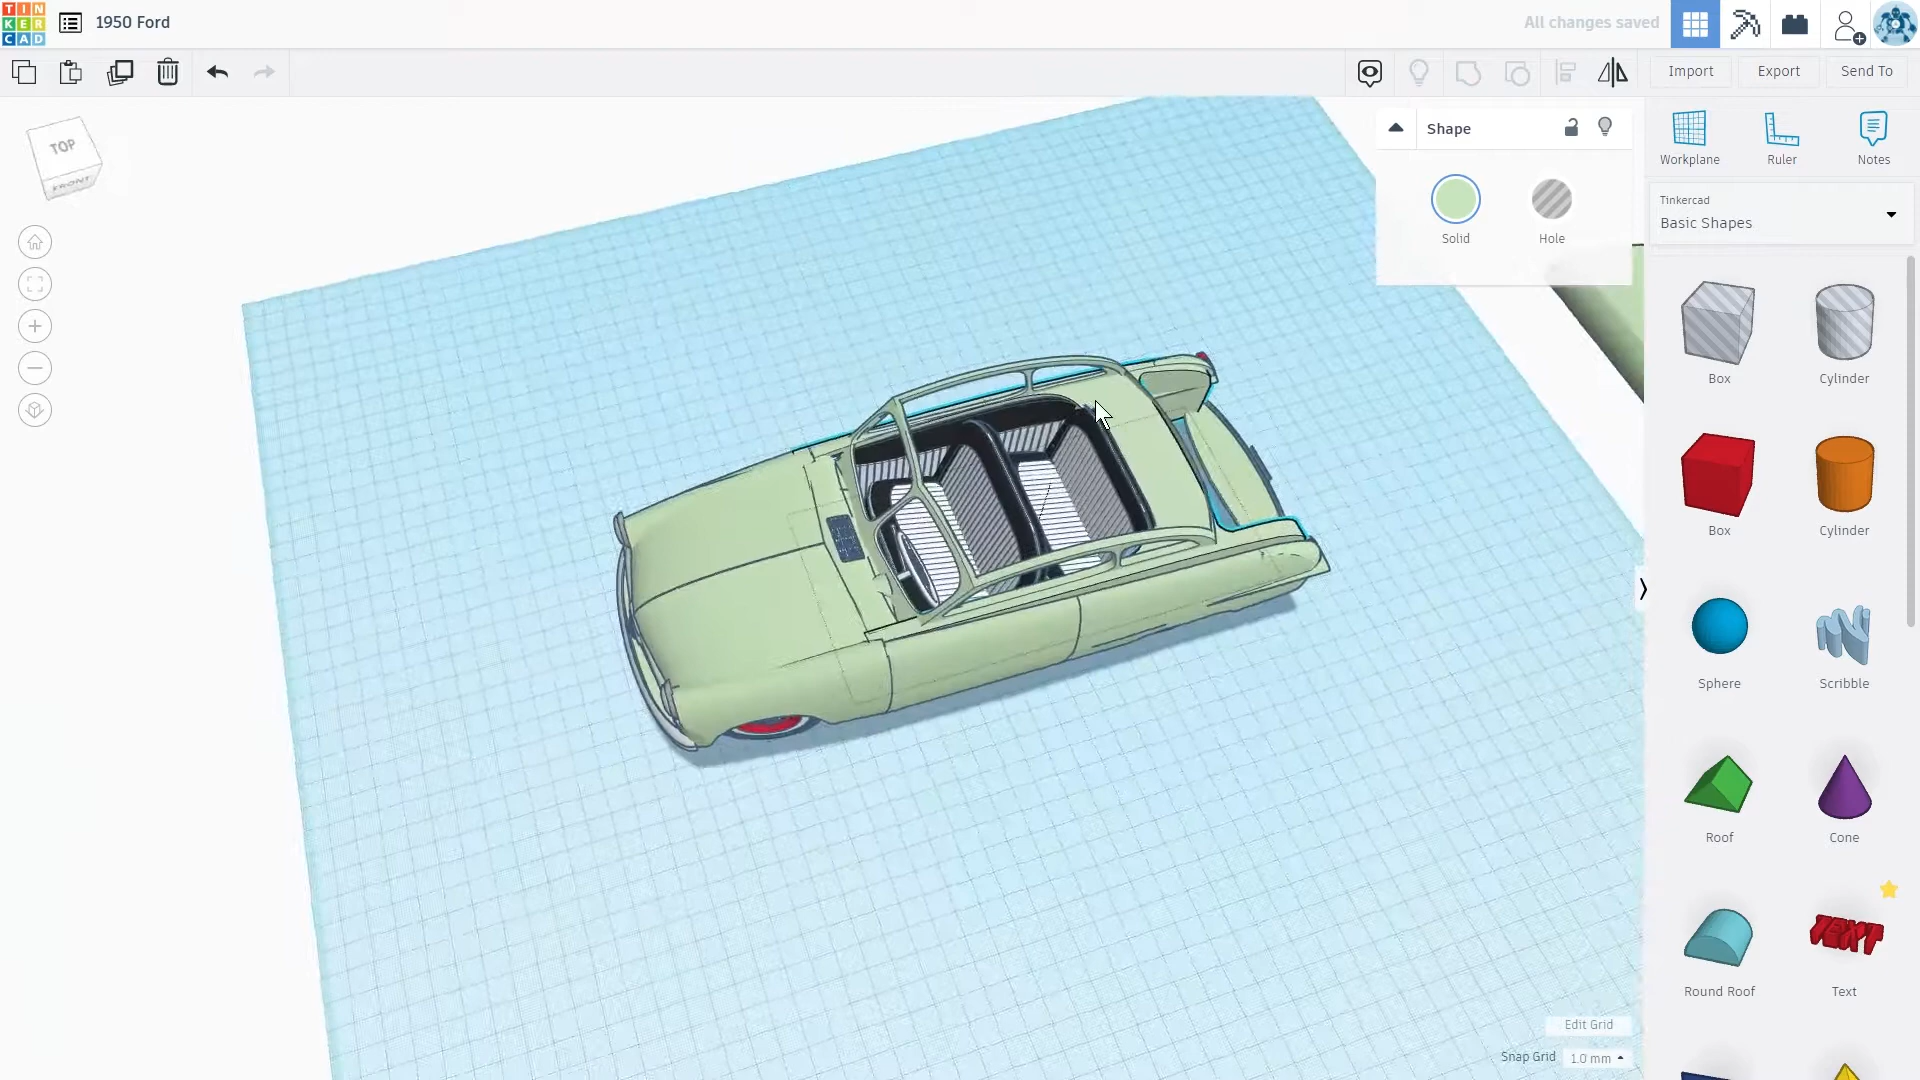 TIN
KER
CAD
1950 Ford
All changes saved
Import
Export
Send To
TOP
FRONT
Shape
Solid
Hole
Workplane
Ruler
Notes
Tinkercad
Basic Shapes
Box
Cylinder
Box
Cylinder
Sphere
Scribble
Roof
Cone
TEXT
Round Roof
Text
Edit Grid
Snap Grid
1.0 mm